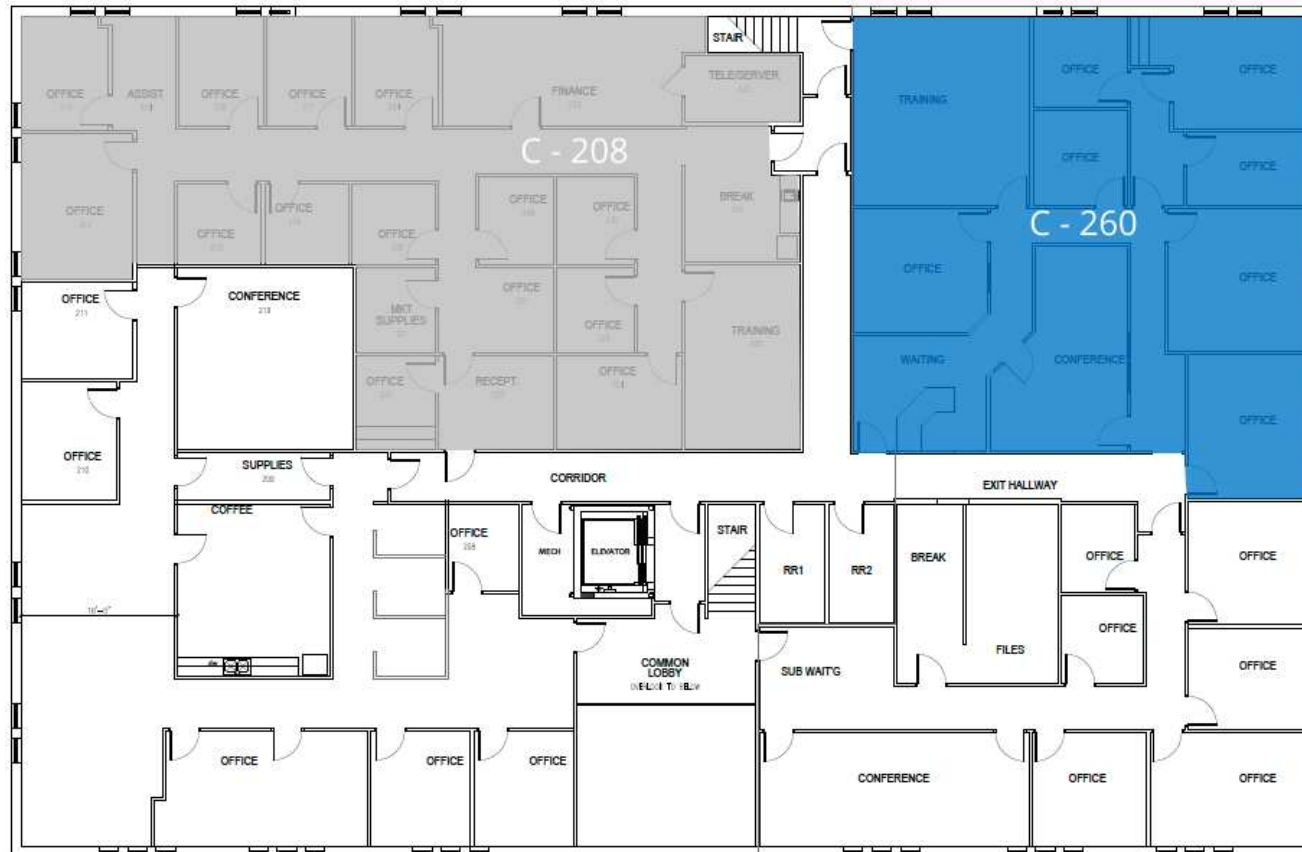 STAIR
OFFICE
ASSIST
OFFICE
OFFICE
OFFICE
FINANCE
TELE/SERVER
TRAINING
OFFICE
OFFICE
C - 208
OFFICE
OFFICE
OFFICE
OFFICE
OFFICE
OFFICE
OFFICE
BREAK
OFFICE
OFFICE
C - 260
OFFICE
211
CONFERENCE
MKT
SUPPLIES
OFFICE
OFFICE
TRAINING
OFFICE
OFFICE
OFFICE
RECEPT.
OFFICE
WAITING
CONFERENCE
OFFICE
OFFICE
210
SUPPLIES
CORRIDOR
EXIT HALLWAY
COFFEE
OFFICE
MECH
ELEVATOR
STAIR
RR1
RR2
BREAK
OFFICE
OFFICE
OFFICE
FILES
OFFICE
COMMON
LOBBY
SUB WAIT'G
OFFICE
OFFICE
OFFICE
CONFERENCE
OFFICE
OFFICE